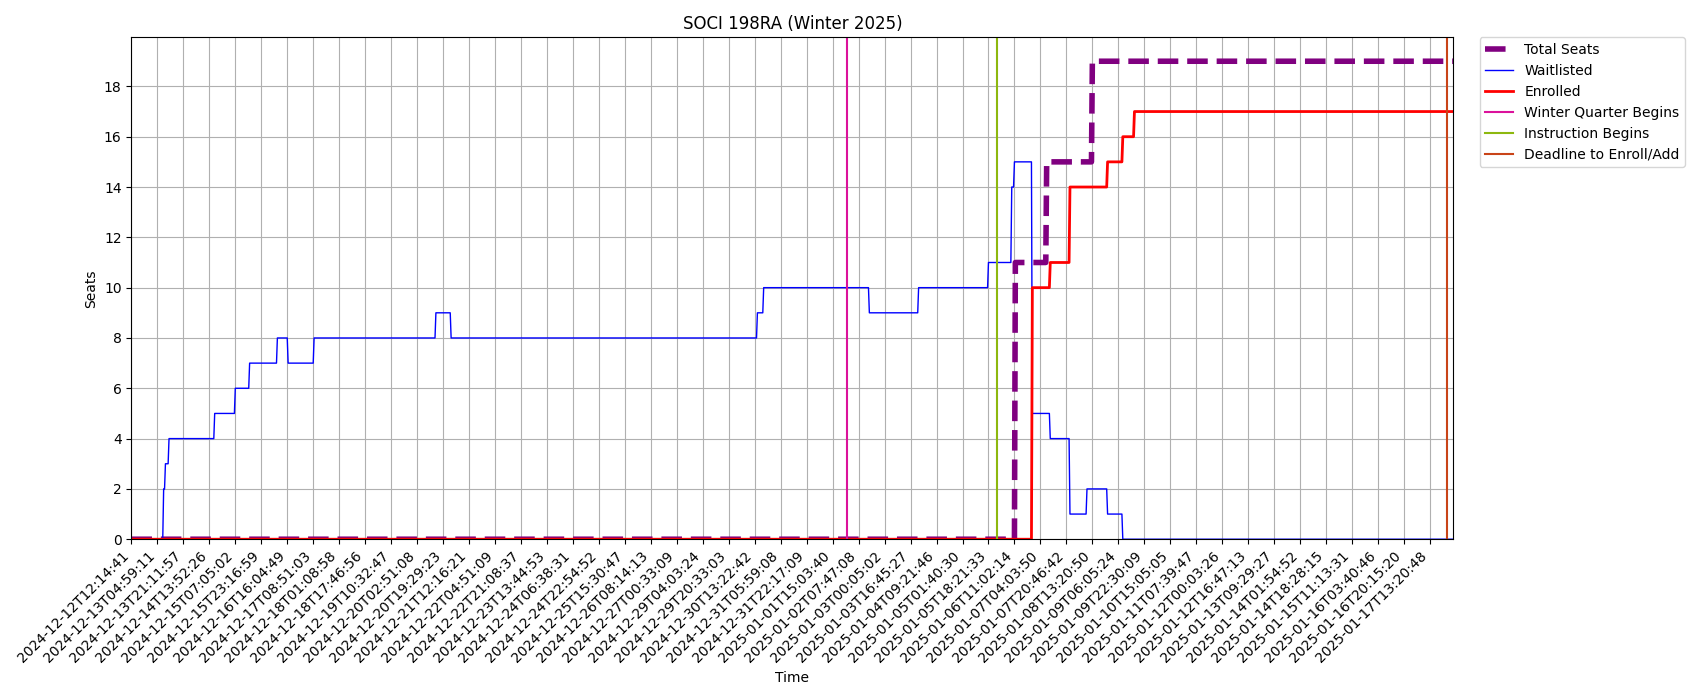 SOCI 198RA (Winter 2025)
Total Seats
Waitlisted
Enrolled
Winter Quarter Begins
Instruction Begins
Deadline to Enroll/Add
Seats
18
16
14
12
10
8
6
4
2
0
2024-12-12T12:14:41
2024-12-13T04:59:11
2024-12-13T21:11:57
2024-12-14T13:52:26
2024-12-15T07:05:02
2024-12-15T23:16:59
2024-12-16T16:04:49
2024-12-17T08:51:03
2024-12-18T01:08:58
2024-12-18T17:46:56
2024-12-19T10:32:47
2024-12-20T02:51:08
2024-12-20T19:29:23
2024-12-21T12:16:21
2024-12-22T04:51:09
2024-12-22T21:08:37
2024-12-23T13:44:53
2024-12-24T06:38:31
2024-12-24T22:54:52
2024-12-25T15:30:47
2024-12-26T08:14:13
2024-12-27T00:33:09
2024-12-29T04:03:24
2024-12-29T20:33:03
2024-12-30T13:22:42
2024-12-31T05:59:08
2024-12-31T22:17:09
2025-01-01T15:03:40
2025-01-02T07:47:08
2025-01-03T00:05:02
2025-01-03T16:45:27
2025-01-04T09:21:46
2025-01-05T01:40:30
2025-01-05T18:21:33
2025-01-06T11:02:14
2025-01-07T04:03:50
2025-01-07T20:46:42
2025-01-08T13:20:50
2025-01-09T06:05:24
2025-01-09T22:30:09
2025-01-10T15:05:05
2025-01-11T07:39:47
2025-01-12T00:03:26
2025-01-12T16:47:13
2025-01-13T09:29:27
2025-01-14T01:54:52
2025-01-14T18:28:15
2025-01-15T11:13:31
2025-01-16T03:40:46
2025-01-16T20:15:20
2025-01-17T13:20:48
Time